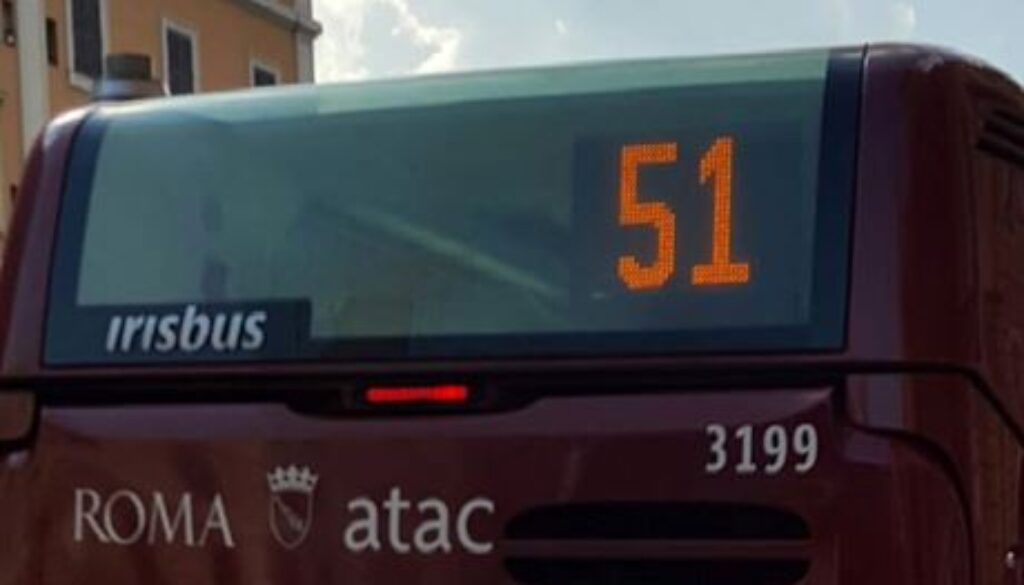 51
irisbus
3199
ROMA atac